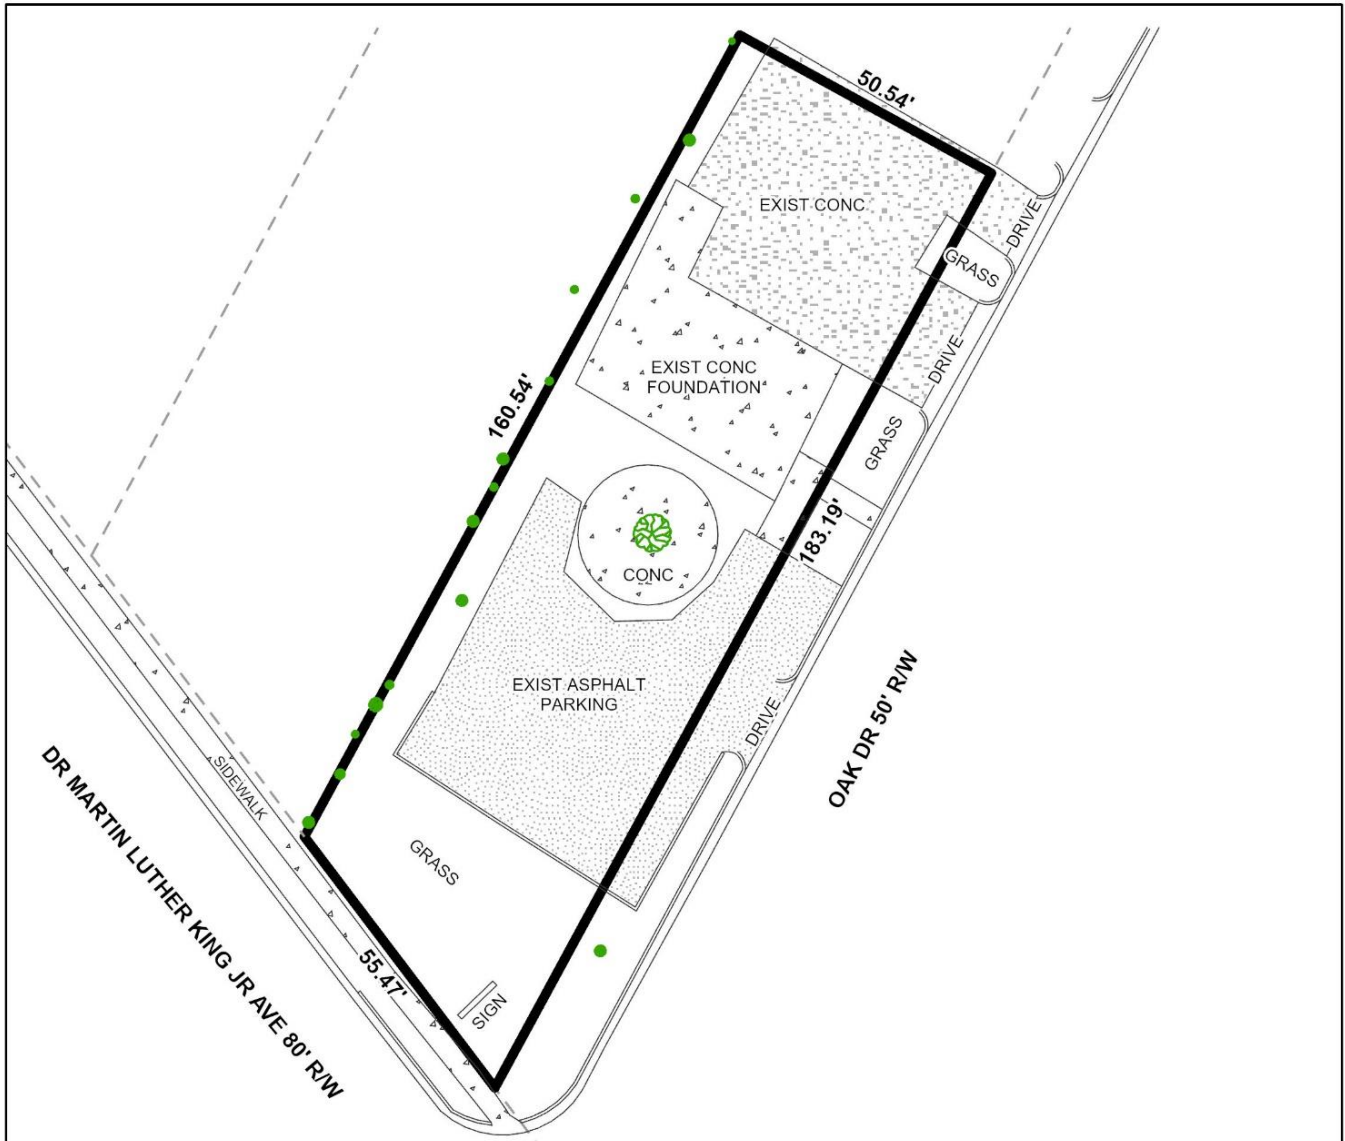 50.54'
EXIST CONC
DRIVE
GRASS
DRIVE
EXIST CONC
FOUNDATION
160.54'
GRASS
183.19'
CONC
EXIST ASPHALT
PARKING
DRIVE
OAK DR 50' R/W
SIDEWALK
DR MARTIN LUTHER KING JR AVE 80' R/W
GRASS
55.47'
SIGN